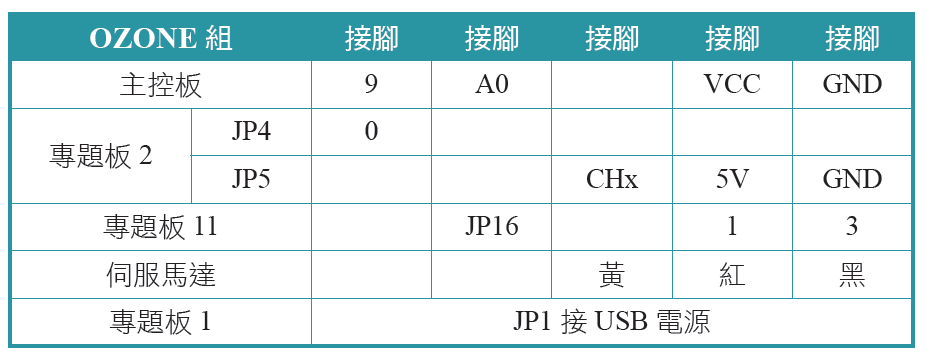 OZONE 組 接腳 接腳 接腳 接腳 接腳
主控板 9 A0 VCC GND
專題板 2 JP4 0
JP5 CHx 5V GND
專題板 11 JP16 1 3
伺服馬達 黃 紅 黑
專題板 1 JP1 接 USB 電源